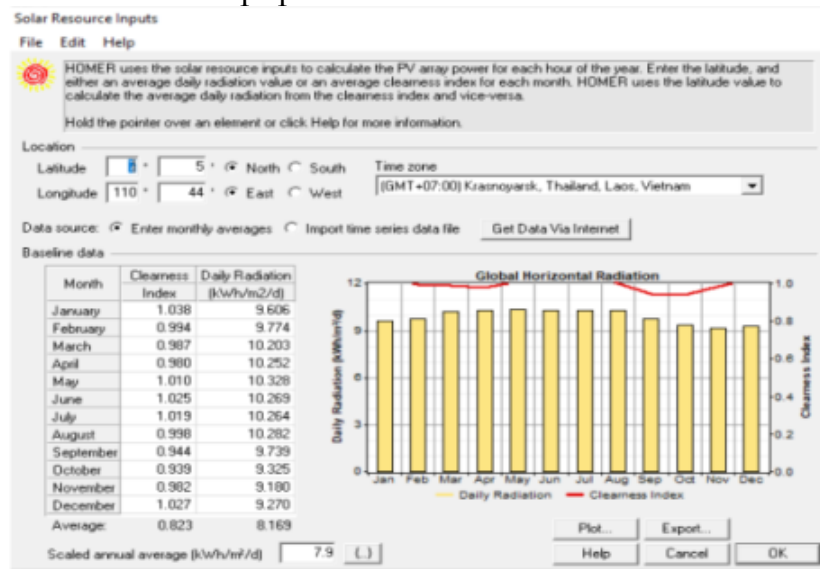 Solar Resource Inputs
File Edit Help
HOMER uses the solar resource inputs to calculate the PV array power for each hour of the year. Enter the latitude, and
either an average daily radiation value or an average clearness index for each month. HOMER uses the latitude value to
calculate the average daily radiation from the clearness index and vice-versa.
Hold the pointer over an element or click Help for more information.
Location
Latitude ° 5 ' North South Time zone
Longitude 110 ° 44 ' East West (GMT+07:00) Krasnoyarsk, Thailand, Laos, Vietnam
Data source: Enter monthly averages Import time series data file Get Data Via Internet
Baseline data
Month Clearness Index Daily Radiation (kWh/m2/d)
January 1.038 9.606
February 0.994 9.774
March 0.987 10.203
April 0.980 10.252
May 1.010 10.328
June 1.025 10.269
July 1.019 10.264
August 0.998 10.282
September 0.944 9.739
October 0.939 9.325
November 0.982 9.180
December 1.027 9.270
Average: 0.823 8.169
Scaled annual average (kWh/m²/d) 7.9 {..}
Global Horizontal Radiation
Daily Radiation (kWh/m²/d)
12
9
6
3
0
Jan Feb Mar Apr May Jun Jul Aug Sep Oct Nov Dec
1.0
0.8
0.6
0.4
0.2
0.0
Clearness Index
Daily Radiation Clearness Index
Plot... Export...
Help Cancel OK